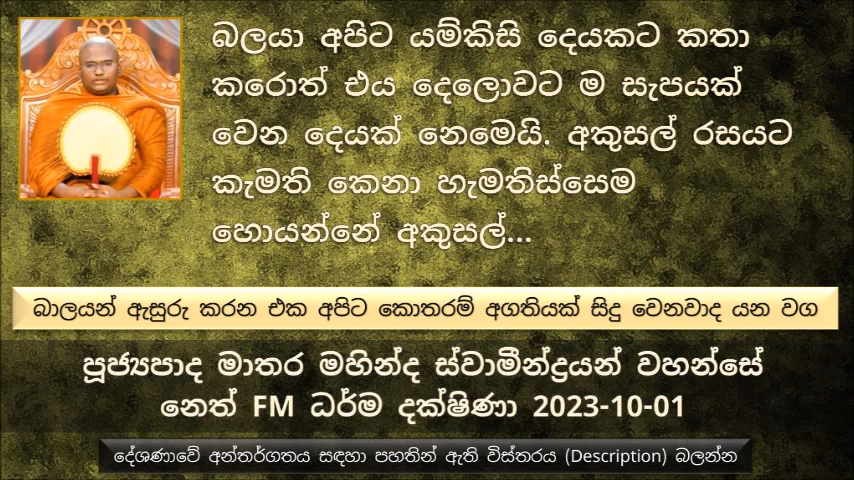 බලයා අපිට යම්කිසි දෙයකට කතා
කරොත් එය දෙලොවට ම සැපයක්
වෙන දෙයක් නෙමෙයි. අකුසල් රසයට
කැමති කෙනා හැමතිස්සෙම
හොයන්නේ අකුසල්...
බාලයන් ඇසුරු කරන එක අපිට කොතරම් අගතියක් සිදු වෙනවාද යන වග
පූජ්‍යපාද මාතර මහින්ද ස්වාමීන්ද්‍රයන් වහන්සේ
නෙත් FM ධර්ම දක්ෂිණා 2023-10-01
දේශණාවේ අන්තර්ගතය සඳහා පහතින් ඇති විස්තරය (Description) බලන්න